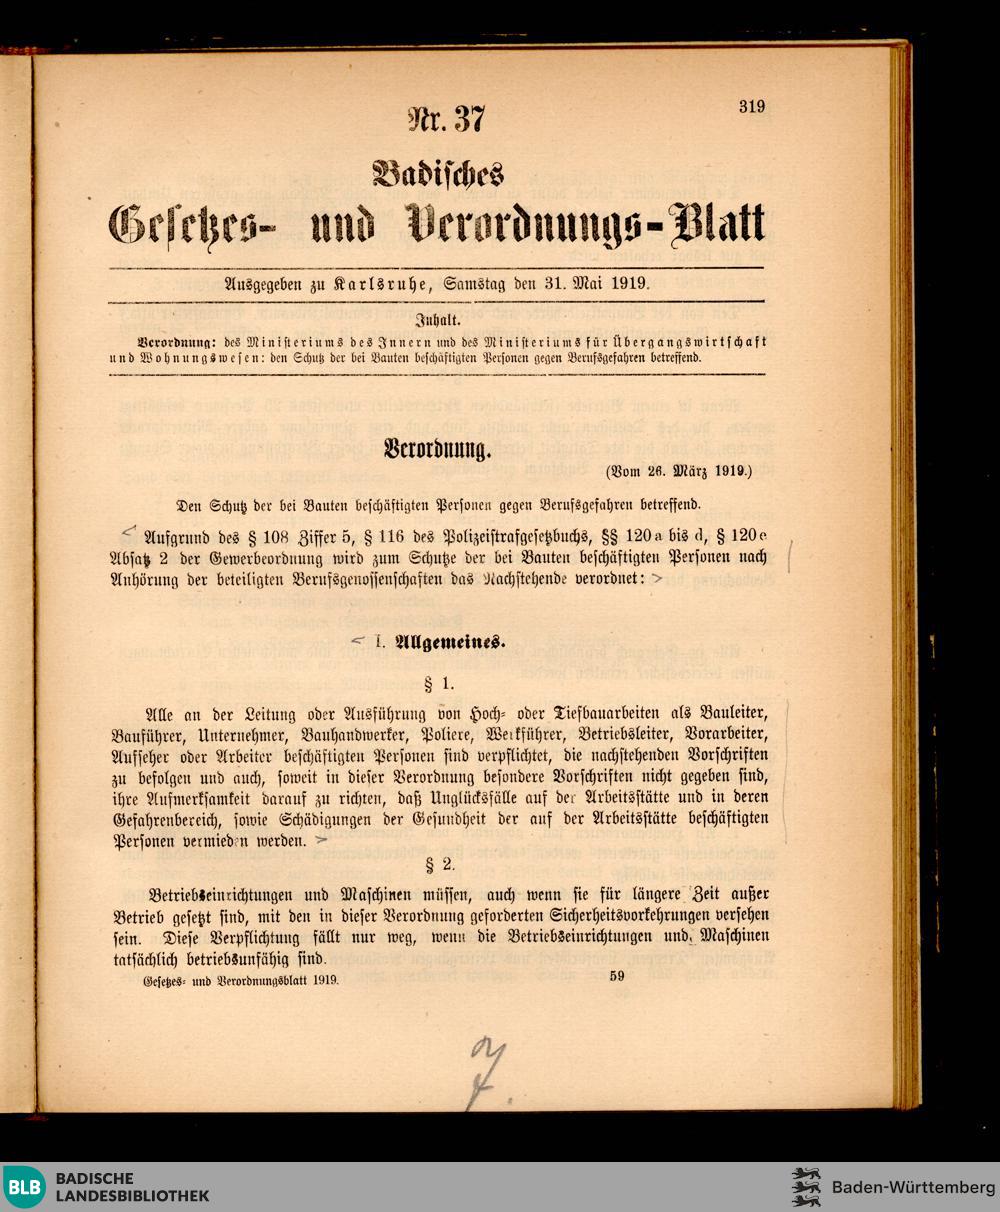 319
Nr. 37
Badisches
Gesetzes- und Verordnungs-Blatt
Ausgegeben zu Karlsruhe, Samstag den 31. Mai 1919.
Inhalt.
Verordnung: des Ministeriums des Innern und des Ministeriums für Übergangswirtschaft
und Wohnungswesen: den Schutz der bei Bauten beschäftigten Personen gegen Berufsgefahren betreffend.
Verordnung.
(Vom 26. März 1919.)
Den Schutz der bei Bauten beschäftigten Personen gegen Berufsgefahren betreffend.
Aufgrund des § 108 Ziffer 5, § 116 des Polizeistrafgesetzbuchs, §§ 120a bis d, § 120e
Absatz 2 der Gewerbeordnung wird zum Schutze der bei Bauten beschäftigten Personen nach
Anhörung der beteiligten Berufsgenossenschaften das Nachstehende verordnet:
I. Allgemeines.
§ 1.
Alle an der Leitung oder Ausführung von Hoch- oder Tiefbauarbeiten als Bauleiter,
Bauführer, Unternehmer, Bauhandwerker, Poliere, Werkführer, Betriebsleiter, Vorarbeiter,
Aufseher oder Arbeiter beschäftigten Personen sind verpflichtet, die nachstehenden Vorschriften
zu befolgen und auch, soweit in dieser Verordnung besondere Vorschriften nicht gegeben sind,
ihre Aufmerksamkeit darauf zu richten, daß Unglücksfälle auf der Arbeitsstätte und in deren
Gefahrenbereich, sowie Schädigungen der Gesundheit der auf der Arbeitsstätte beschäftigten
Personen vermieden werden.
§ 2.
Betriebseinrichtungen und Maschinen müssen, auch wenn sie für längere Zeit außer
Betrieb gesetzt sind, mit den in dieser Verordnung geforderten Sicherheitsvorkehrungen versehen
sein. Diese Verpflichtung fällt nur weg, wenn die Betriebseinrichtungen und Maschinen
tatsächlich betriebsunfähig sind.
Gesetzes- und Verordnungsblatt 1919. 59
BLB BADISCHE
LANDESBIBLIOTHEK
Baden-Württemberg